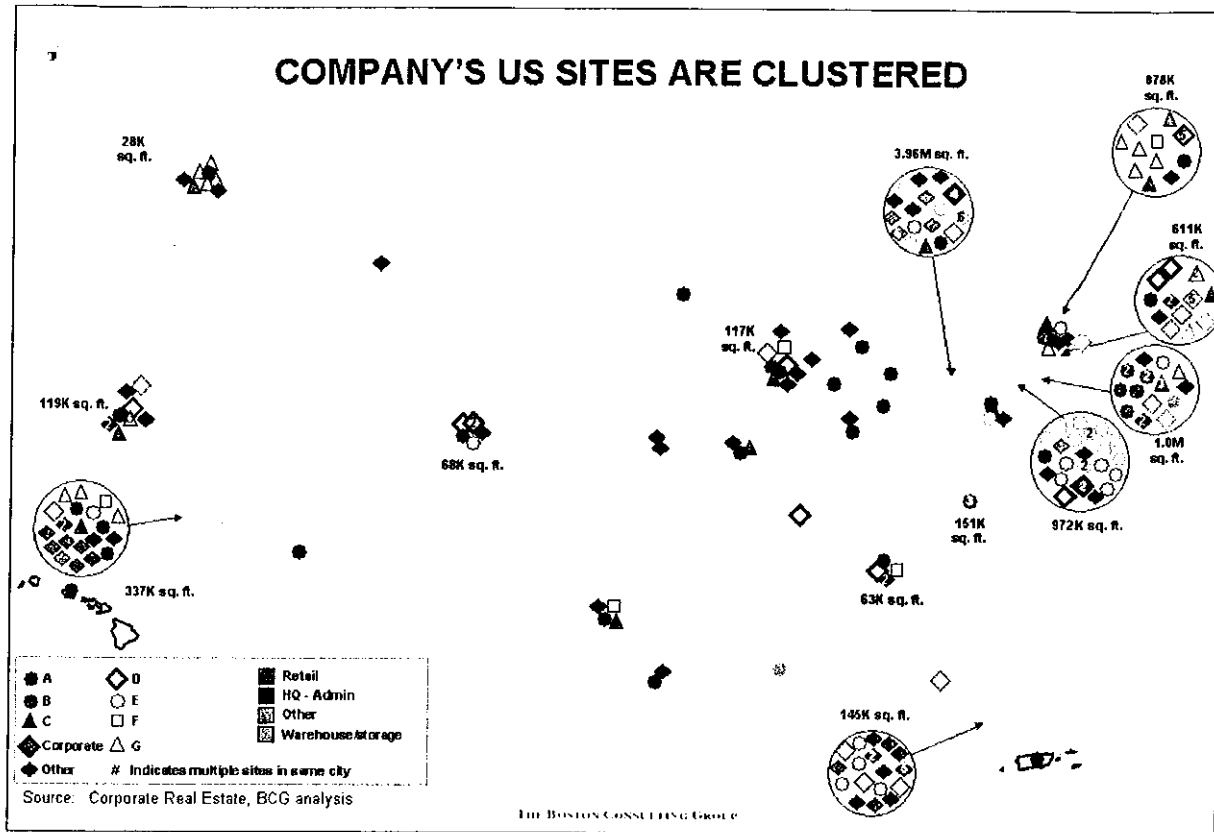 COMPANY'S US SITES ARE CLUSTERED
28K
sq. ft.
3.96M sq. ft.
878K
sq. ft.
611K
sq. ft.
117K
sq. ft.
119K sq. ft.
68K sq. ft.
1.0M
sq. ft.
151K
sq. ft.
972K sq. ft.
337K sq. ft.
63K sq. ft.
145K sq. ft.
A
B
C
Corporate
Other
D
E
F
G
# Indicates multiple sites in same city
Retail
HQ - Admin
Other
Warehouse/storage
Source: Corporate Real Estate, BCG analysis
THE BOSTON CONSULTING GROUP